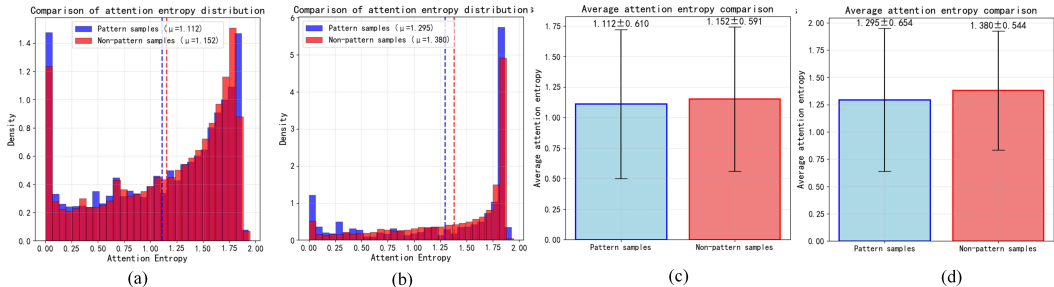 Comparison of attention entropy distribution
Pattern samples (μ=1.112)
Non-pattern samples (μ=1.152)
Density
1.4
1.2
1.0
0.8
0.6
0.4
0.2
0.0
0.00 0.25 0.50 0.75 1.00 1.25 1.50 1.75 2.00
Attention Entropy
(a)
Comparison of attention entropy distribution
Pattern samples (μ=1.295)
Non-pattern samples (μ=1.380)
Density
6
5
4
3
2
1
0
0.00 0.25 0.50 0.75 1.00 1.25 1.50 1.75 2.00
Attention Entropy
(b)
Average attention entropy comparison
1.112±0.610
1.152±0.591
Average attention entropy
1.75
1.50
1.25
1.00
0.75
0.50
0.25
0.00
Pattern samples
Non-pattern samples
(c)
Average attention entropy comparison
1.295±0.654
1.380±0.544
Average attention entropy
2.00
1.75
1.50
1.25
1.00
0.75
0.50
0.25
0.00
Pattern samples
Non-pattern samples
(d)